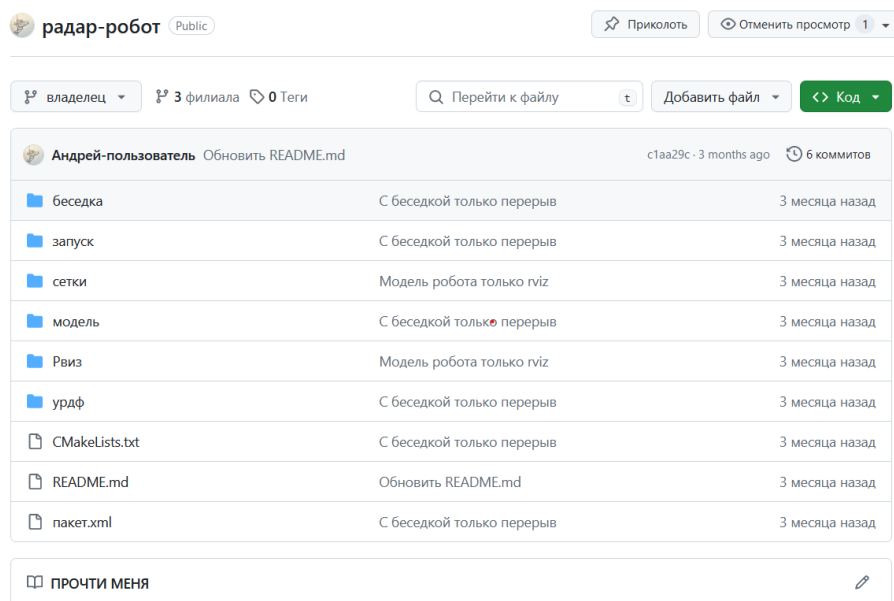 радар-робот Public Приколоть Отменить просмотр 1
владелец 3 филиала 0 Теги Перейти к файлу t Добавить файл Код
Андрей-пользователь Обновить README.md c1aa29c · 3 months ago 6 коммитов
беседка С беседкой только перерыв 3 месяца назад
запуск С беседкой только перерыв 3 месяца назад
сетки Модель робота только rviz 3 месяца назад
модель С беседкой только перерыв 3 месяца назад
Рвиз Модель робота только rviz 3 месяца назад
урдф С беседкой только перерыв 3 месяца назад
CMakeLists.txt С беседкой только перерыв 3 месяца назад
README.md Обновить README.md 3 месяца назад
пакет.xml С беседкой только перерыв 3 месяца назад
ПРОЧТИ МЕНЯ